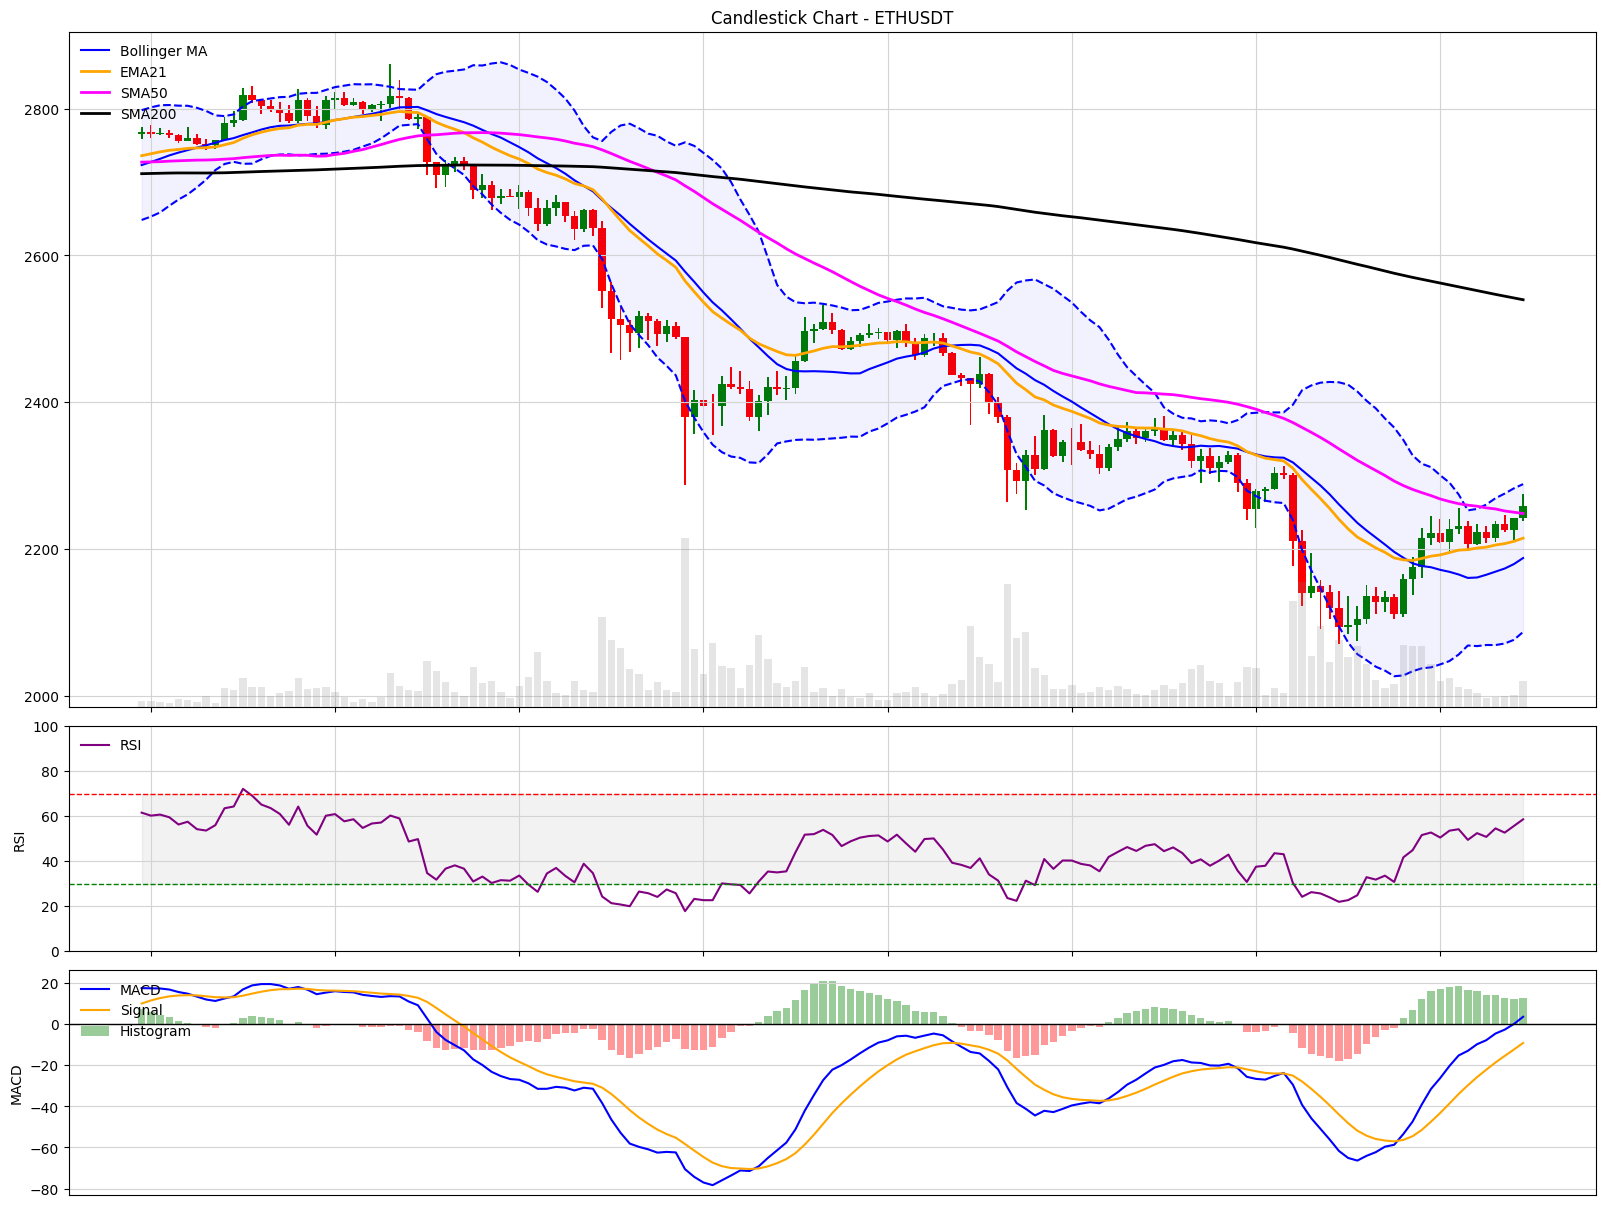 Candlestick Chart - ETHUSDT
Bollinger MA
EMA21
SMA50
SMA200
2800
2600
2400
2200
2000
RSI
100
80
60
40
20
0
RSI
MACD
Signal
Histogram
20
0
−20
−40
−60
−80
MACD